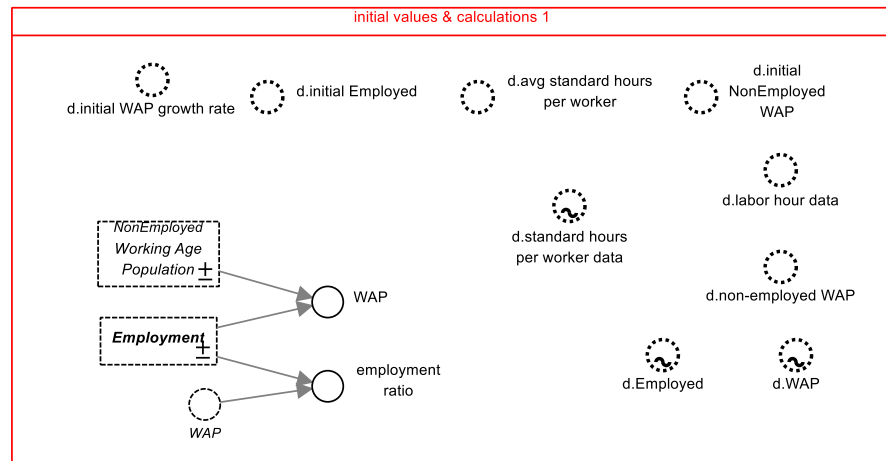 initial values & calculations 1
d.initial WAP growth rate
d.initial Employed
d.avg standard hours
per worker
d.initial
NonEmployed
WAP
d.labor hour data
d.standard hours
per worker data
NonEmployed
Working Age
Population
±
WAP
d.non-employed WAP
Employment
±
employment
ratio
d.Employed
d.WAP
WAP